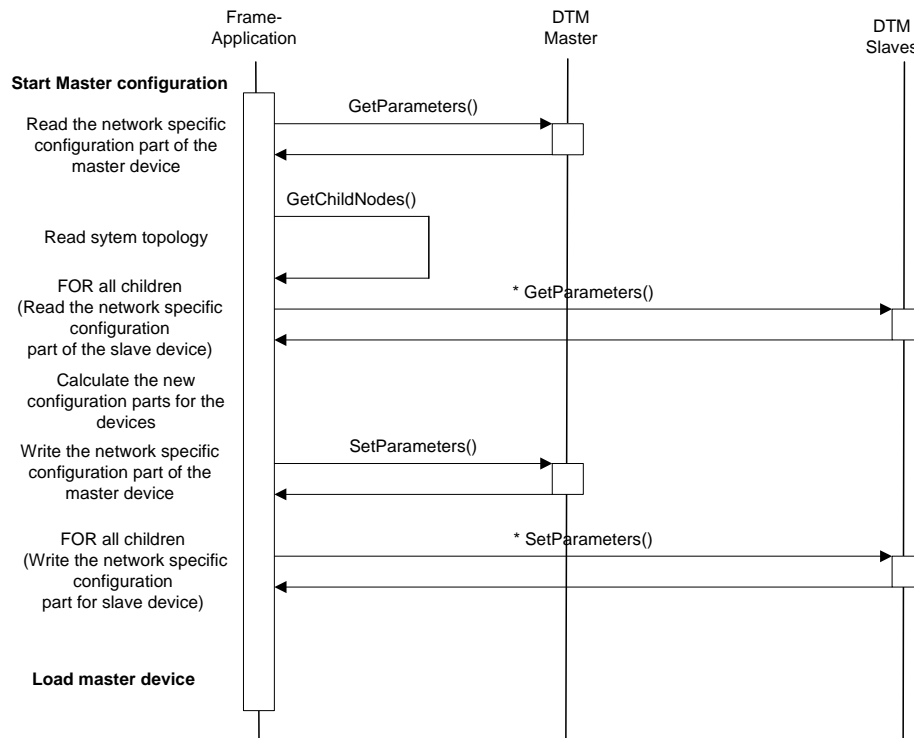 Frame-
Application
DTM
Master
DTM
Slaves
Start Master configuration
GetParameters()
Read the network specific
configuration part of the
master device
GetChildNodes()
Read sytem topology
FOR all children
(Read the network specific
configuration
part of the slave device)
* GetParameters()
Calculate the new
configuration parts for the
devices
Write the network specific
configuration part of the
master device
SetParameters()
FOR all children
(Write the network specific
configuration
part for slave device)
* SetParameters()
Load master device